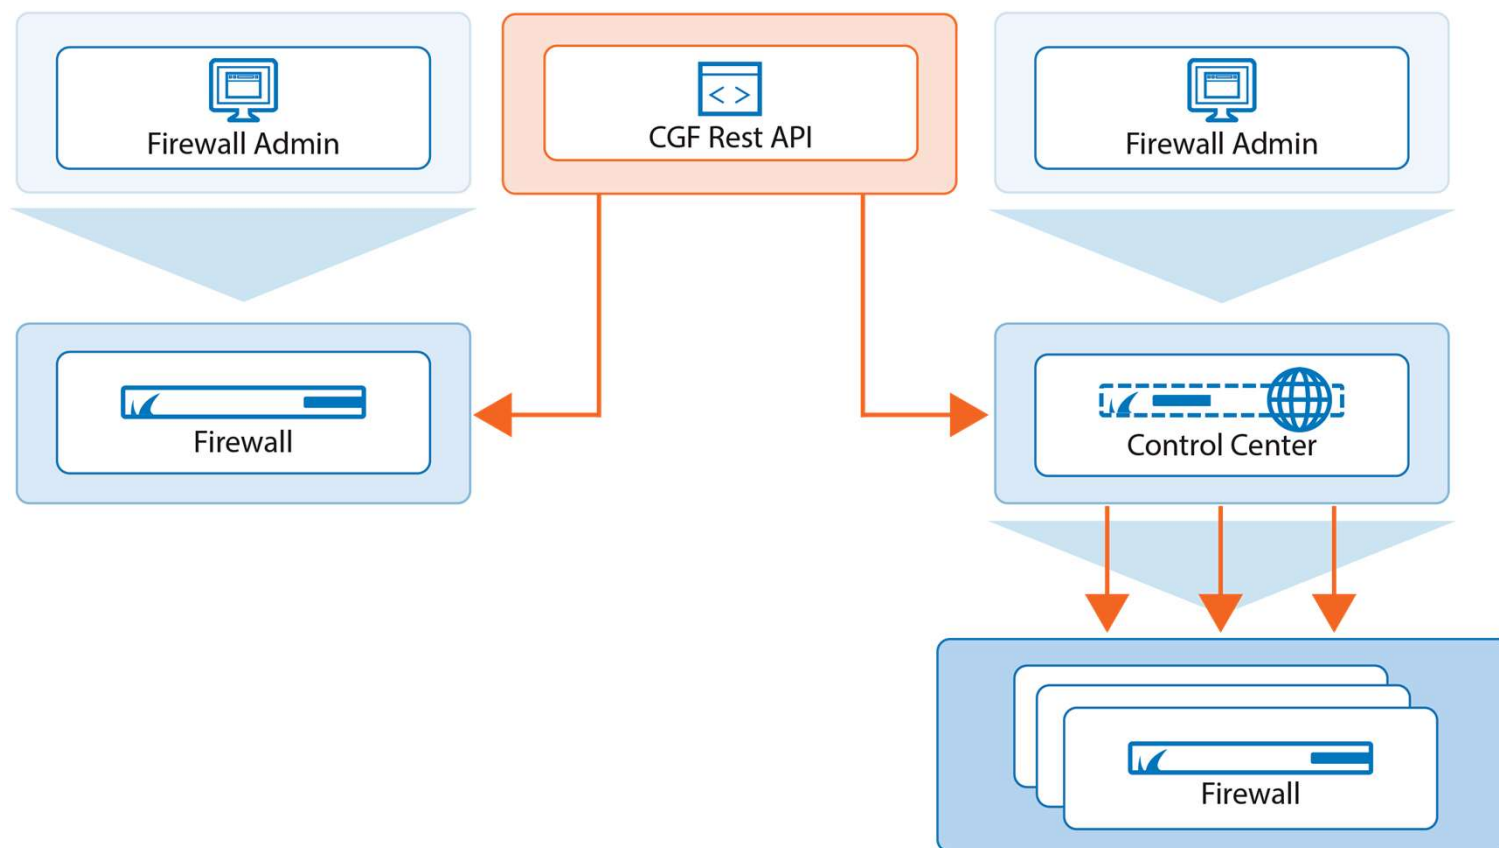 Firewall Admin
CGF Rest API
Firewall Admin
Firewall
Control Center
Firewall